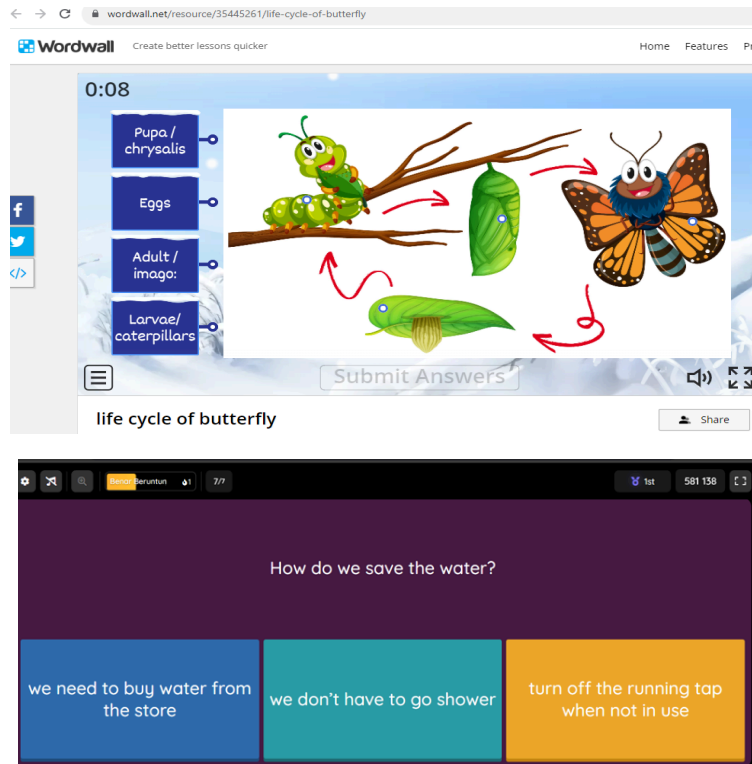 wordwall.net/resource/35445261/life-cycle-of-butterfly
Wordwall
Create better lessons quicker
Home Features
0:08
Pupa /
chrysalis
Eggs
Adult /
imago:
Larvae/
caterpillars
Submit Answers
life cycle of butterfly
Share
Benar Beruntun
1
7/7
1st
581 138
How do we save the water?
we need to buy water from
the store
we don't have to go shower
turn off the running tap
when not in use